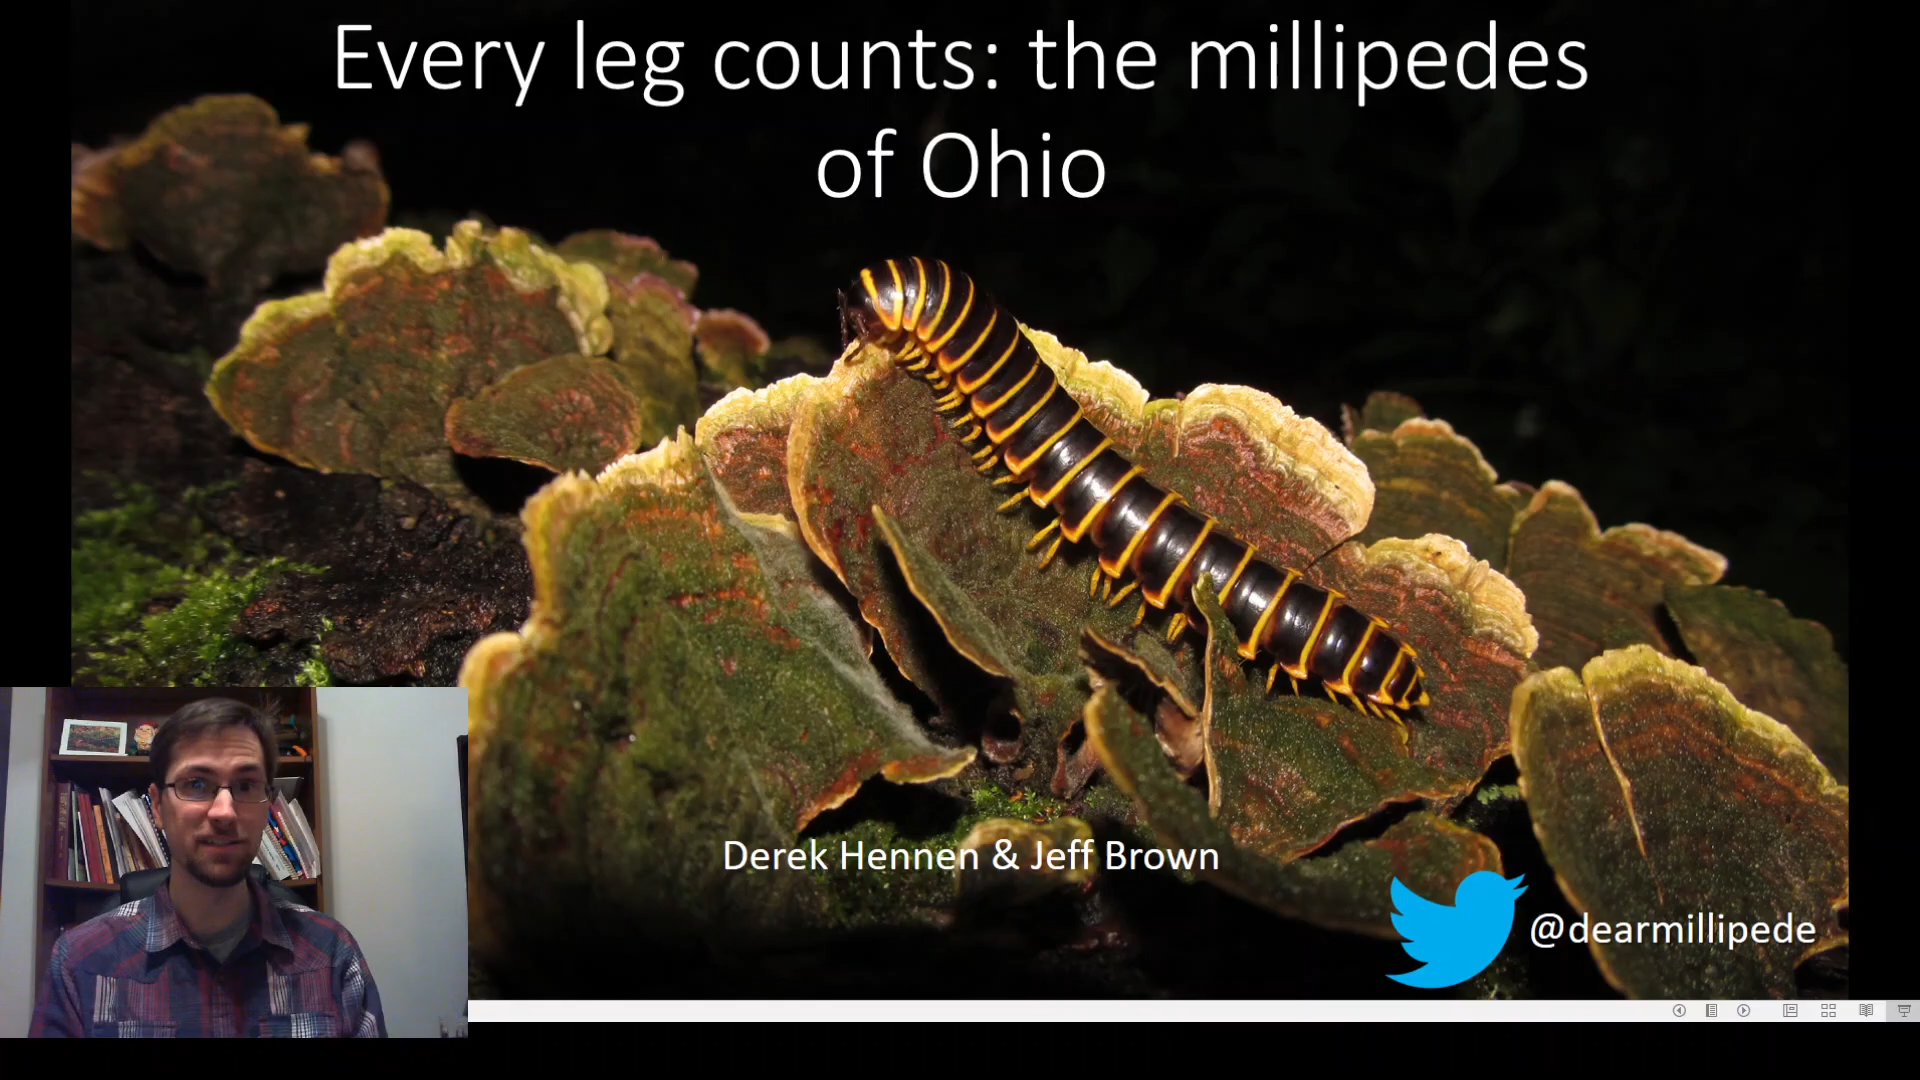 Every leg counts: the millipedes
of Ohio
Derek Hennen & Jeff Brown
@dearmillipede